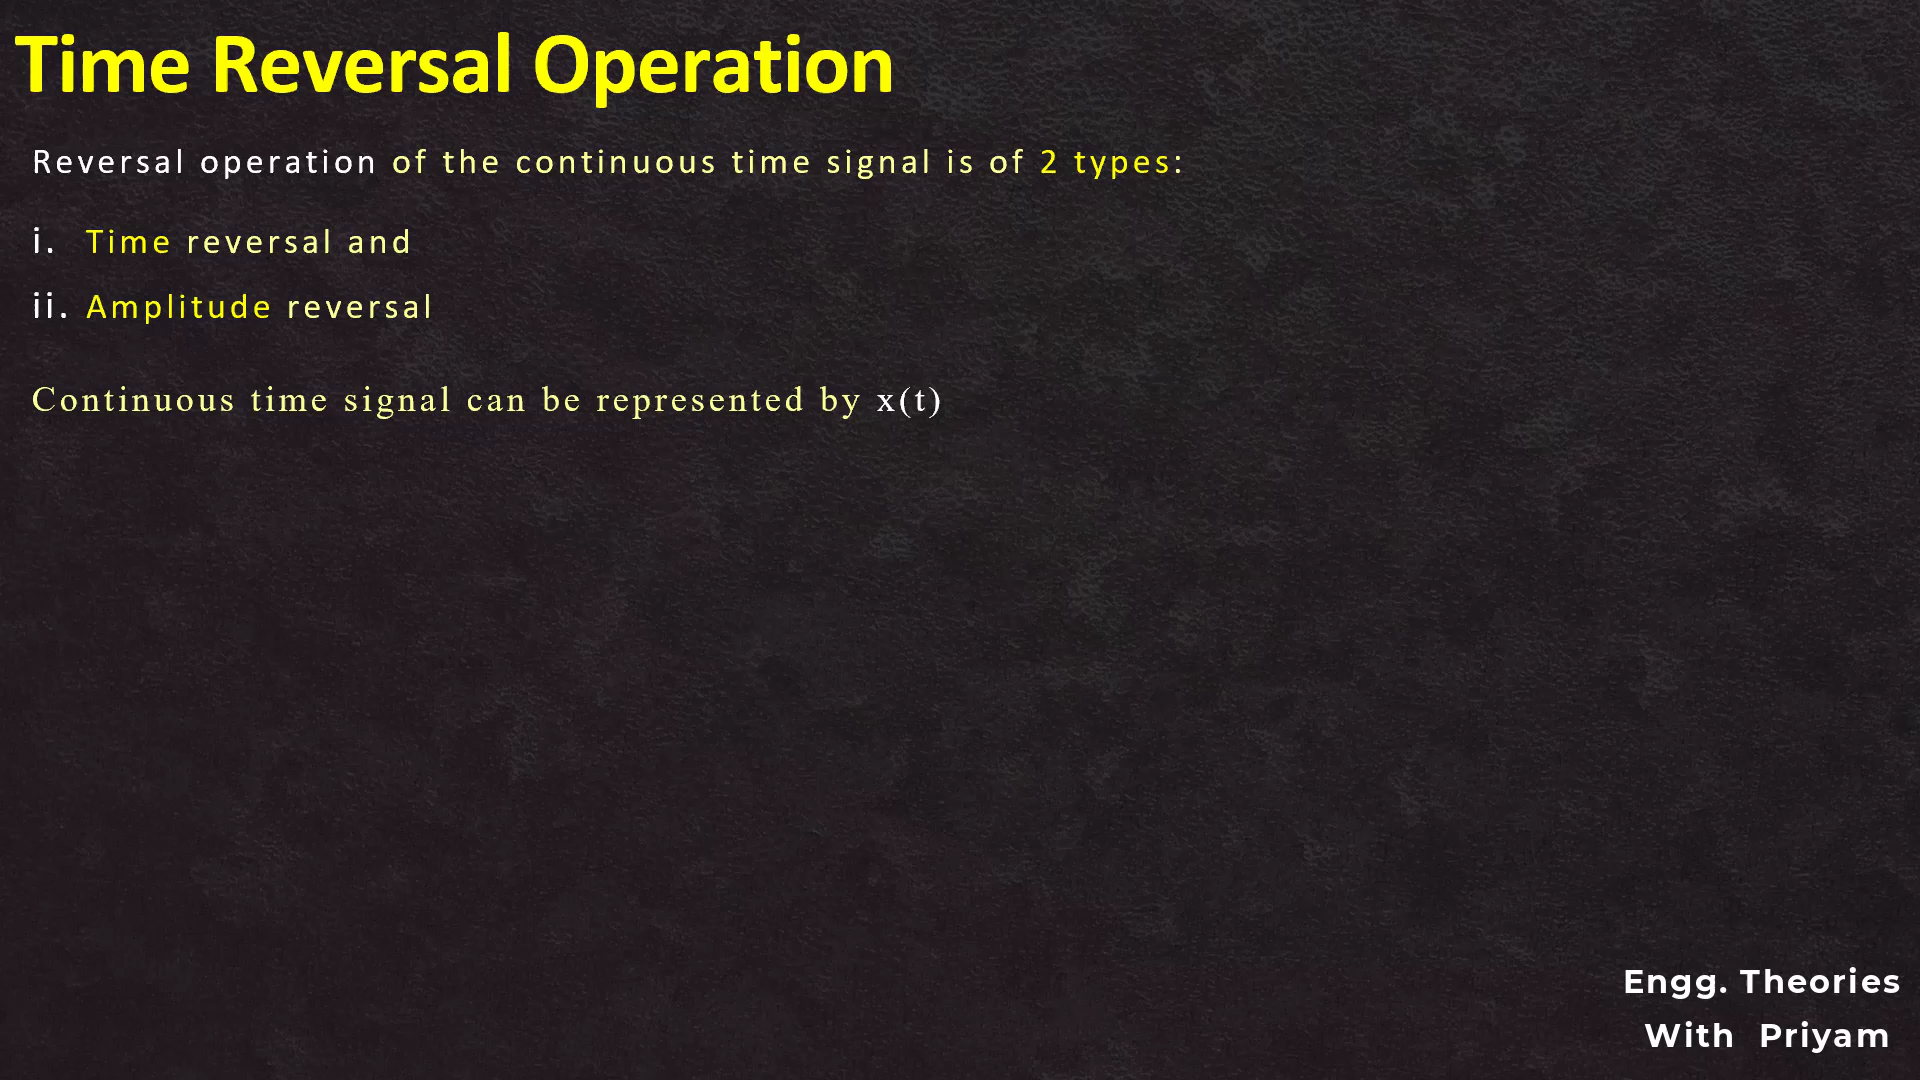 Time Reversal Operation
Reversal operation of the continuous time signal is of 2 types:
i. Time reversal and
ii. Amplitude reversal
Continuous time signal can be represented by x(t)
Engg. Theories
With Priyam